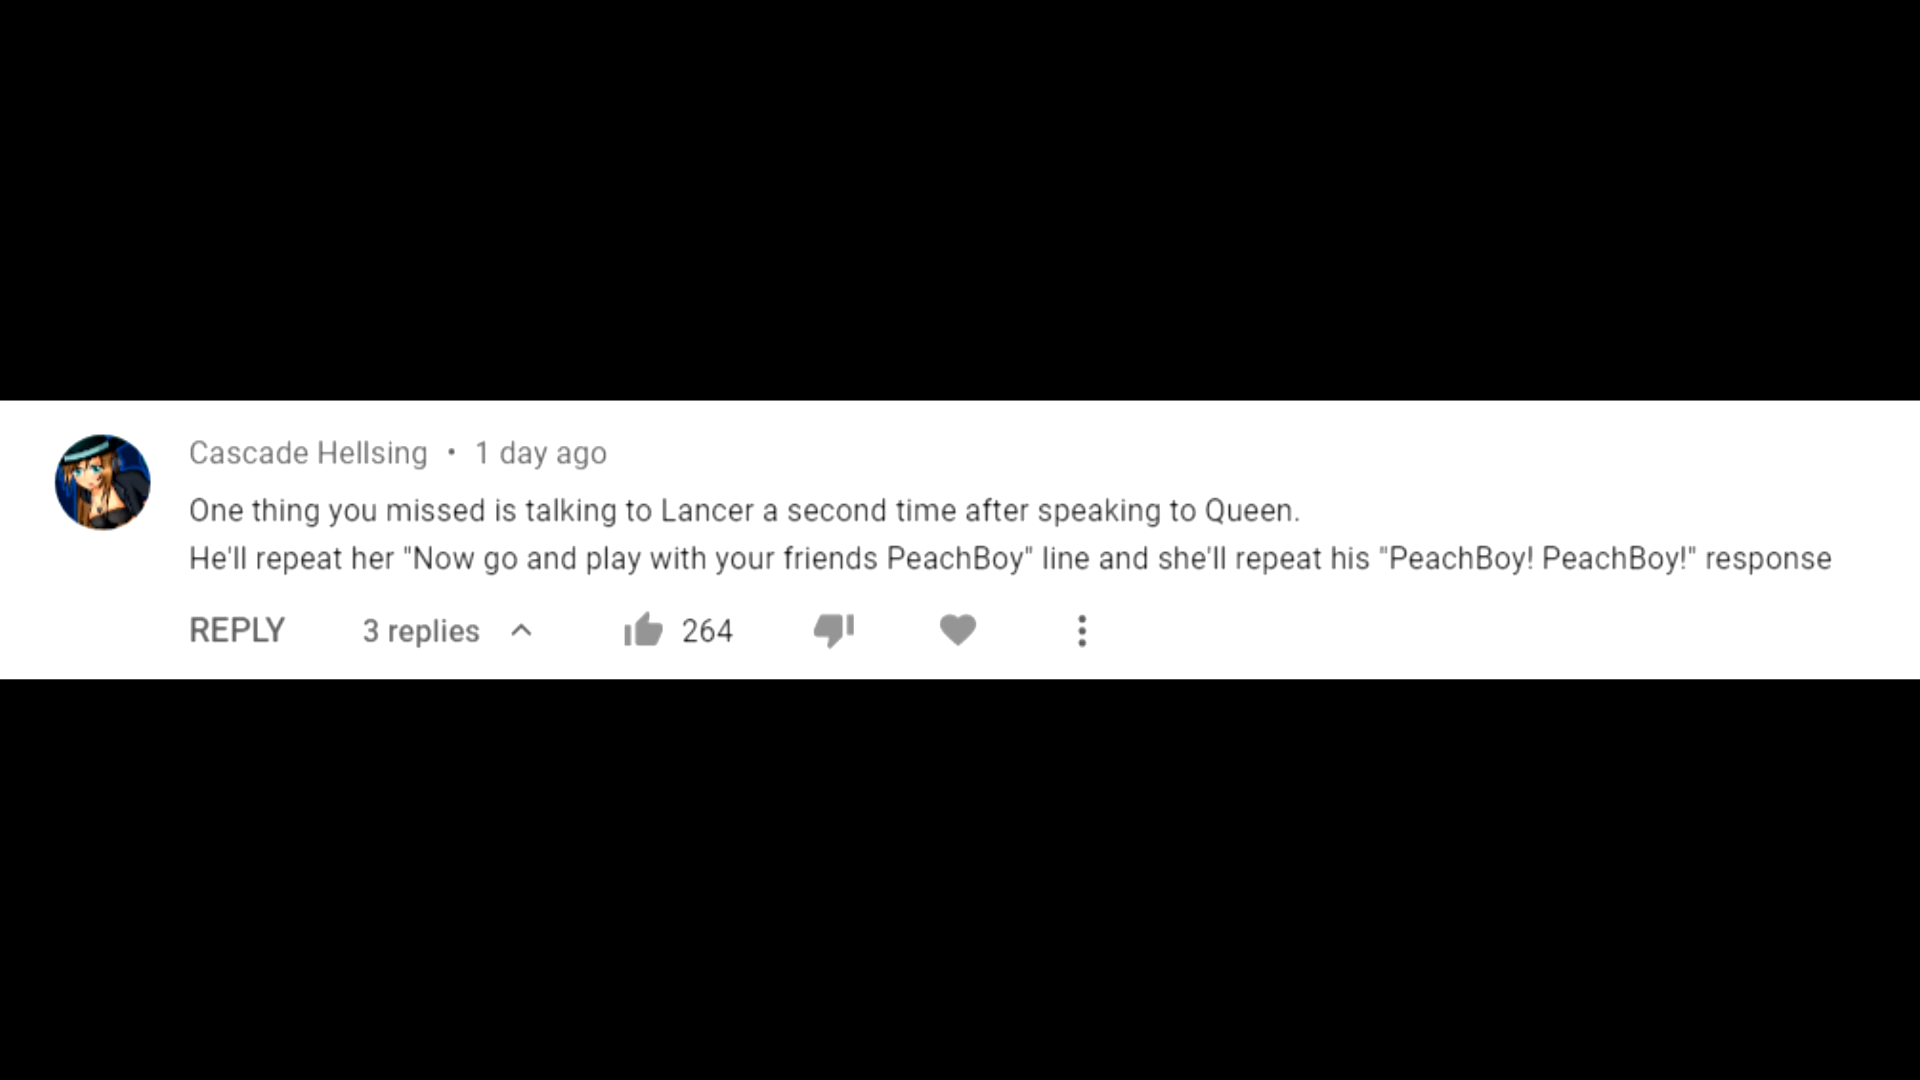 Cascade Hellsing • 1 day ago
One thing you missed is talking to Lancer a second time after speaking to Queen.
He'll repeat her "Now go and play with your friends PeachBoy" line and she'll repeat his "PeachBoy! PeachBoy!" response
REPLY 3 replies 264